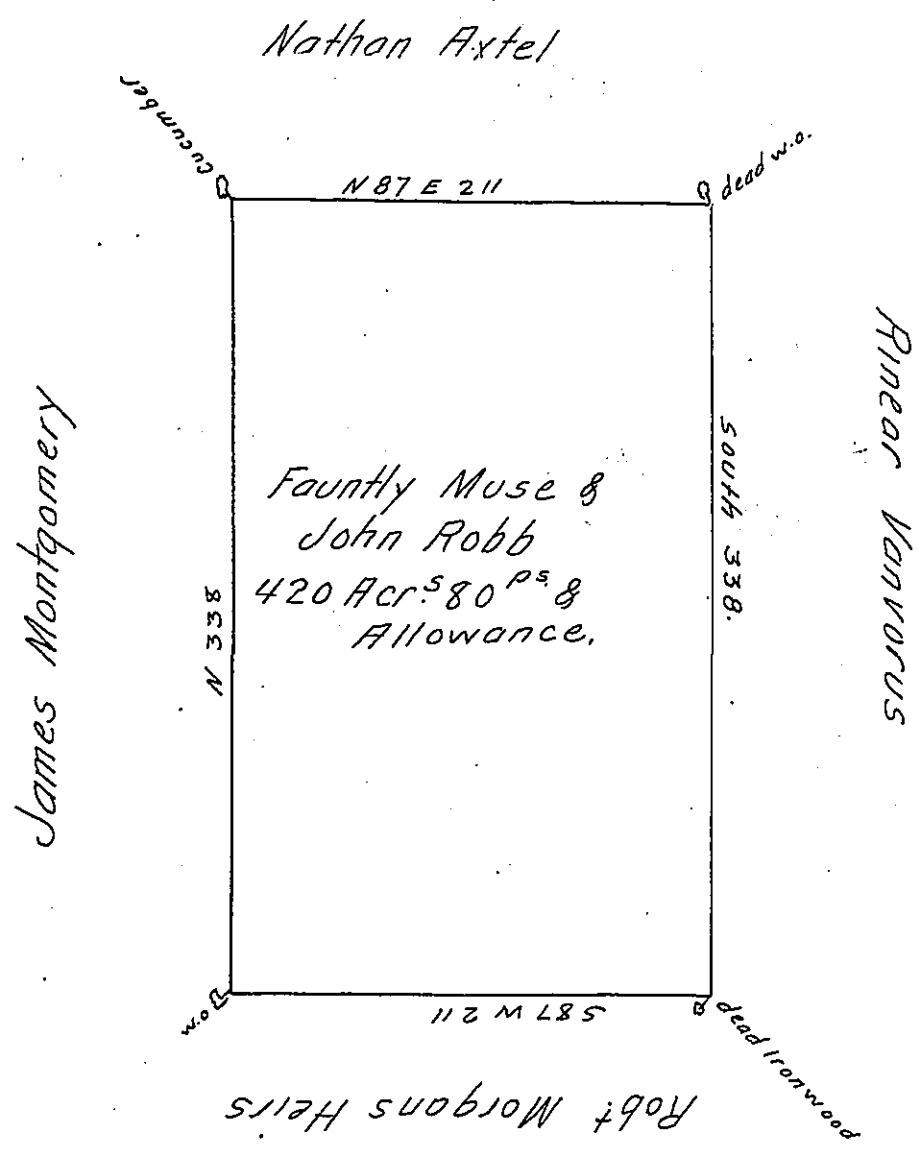 Nathan Axtel
cucumber
dead w.o.
N 87 E 211
Rinear Vanvorus
South 338.
James Montgomery
N 338
Fauntly Muse &
John Robb
420 Acr.s 80 ps. &
Allowance.
w.o
S87 W 211
dead Ironwood
Robt. Morgans Heirs